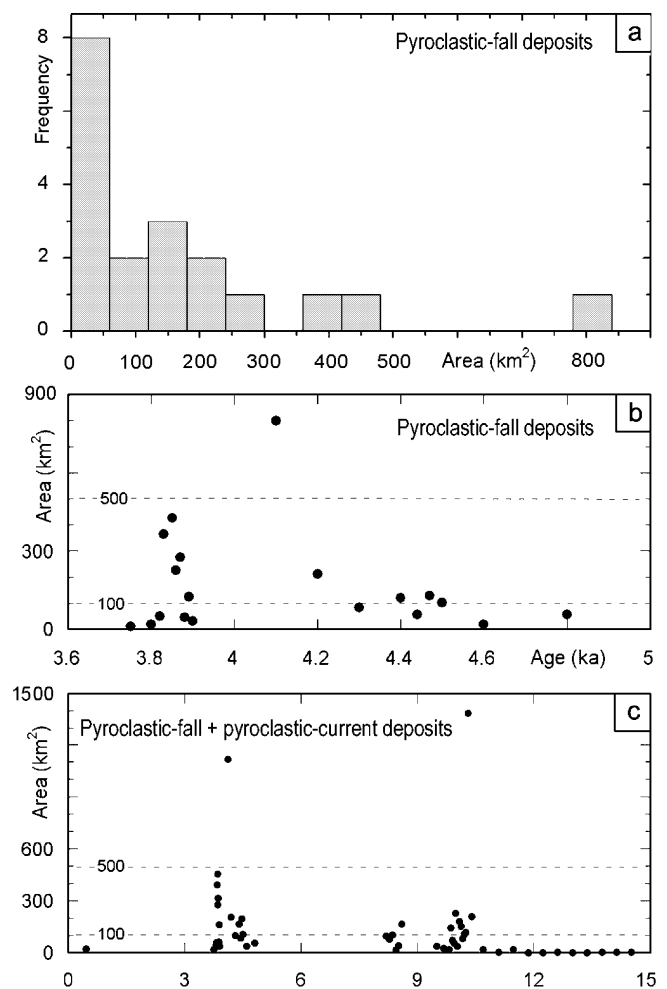 Pyroclastic-fall deposits a
Frequency
8
4
2
0
0 100 200 300 500 Area (km2) 800
900 Pyroclastic-fall deposits b
Area (km2)
500
300
100
0
3.6 3.8 4 4.2 4.4 4.6 Age (ka) 5
1500 Pyroclastic-fall + pyroclastic-current deposits c
Area (km2)
600
500
300
100
0
0 3 6 9 12 15